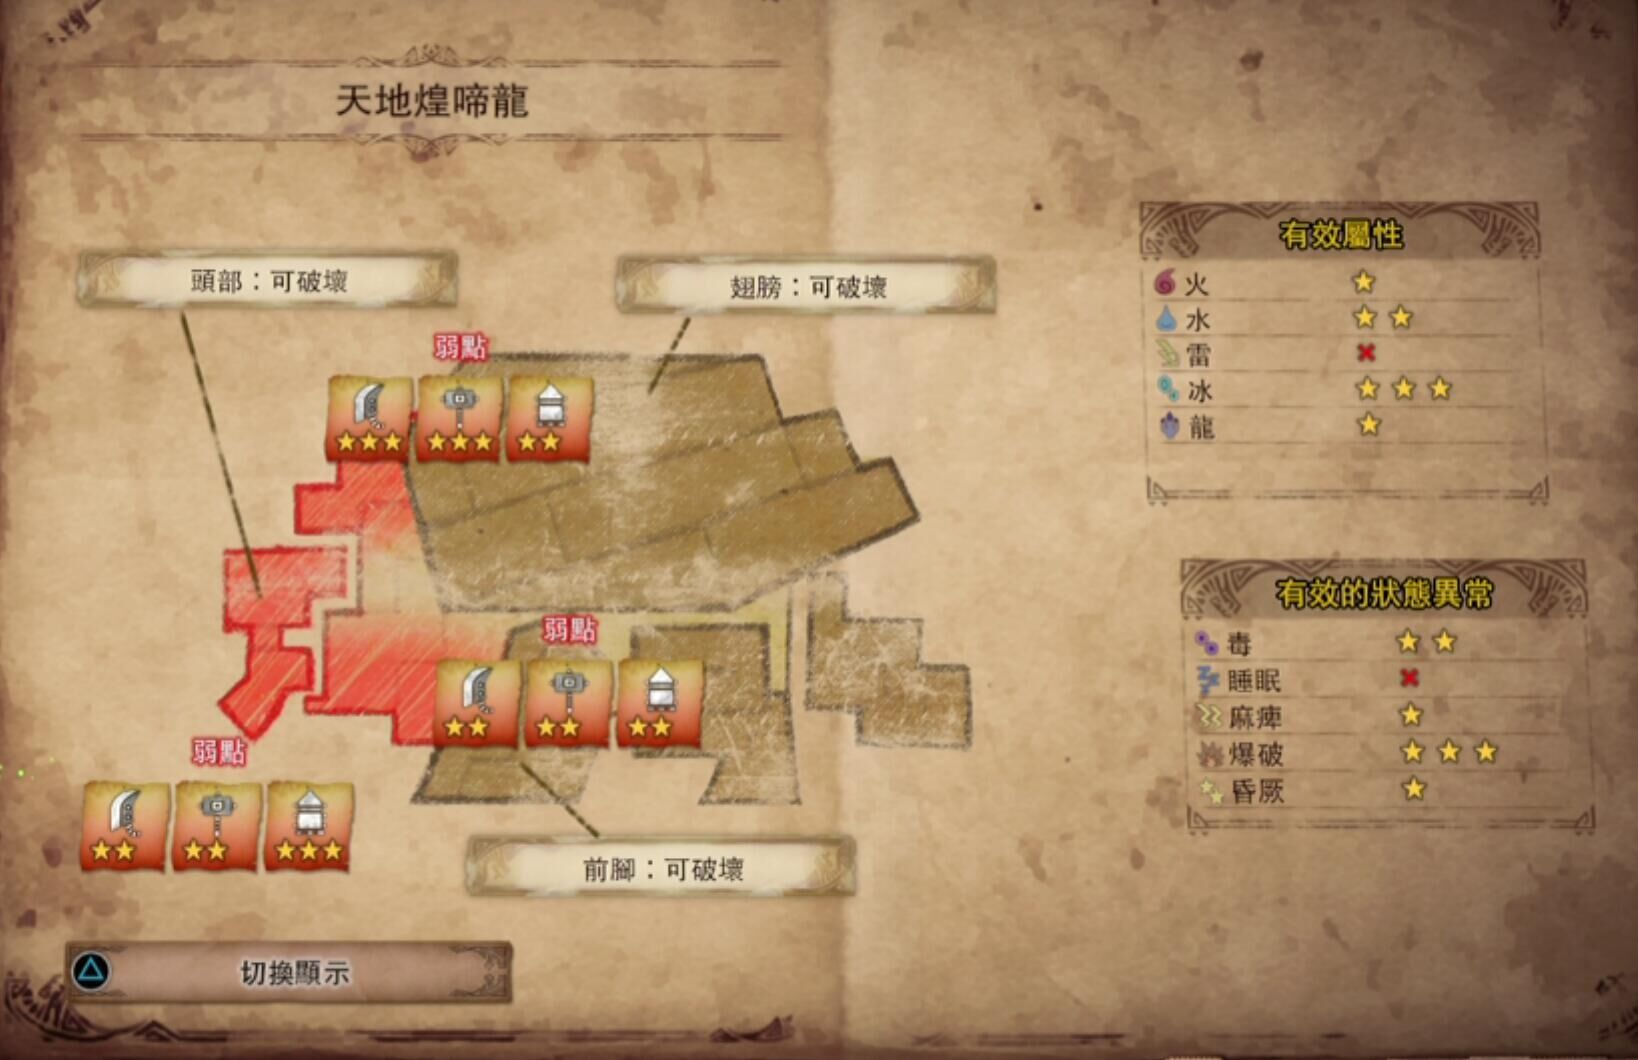 天地煌啼龍
頭部：可破壞
翅膀：可破壞
弱點
弱點
弱點
前腳：可破壞
切換顯示
有效屬性
火
水
雷
冰
龍
有效的狀態異常
毒
睡眠
麻痺
爆破
昏厥